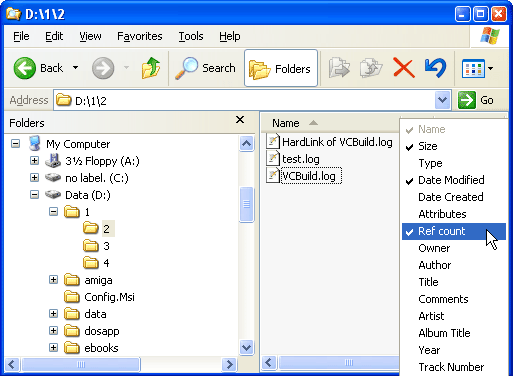 D:\1\2
File Edit View Favorites Tools Help
Back Search Folders
Address D:\1\2 Go
Folders
My Computer
3½ Floppy (A:)
no label. (C:)
Data (D:)
1
2
3
4
amiga
Config.Msi
data
dosapp
ebooks
Name
HardLink of VCBuild.log
test.log
VCBuild.log
Name
Size
Type
Date Modified
Date Created
Attributes
Ref count
Owner
Author
Title
Comments
Artist
Album Title
Year
Track Number